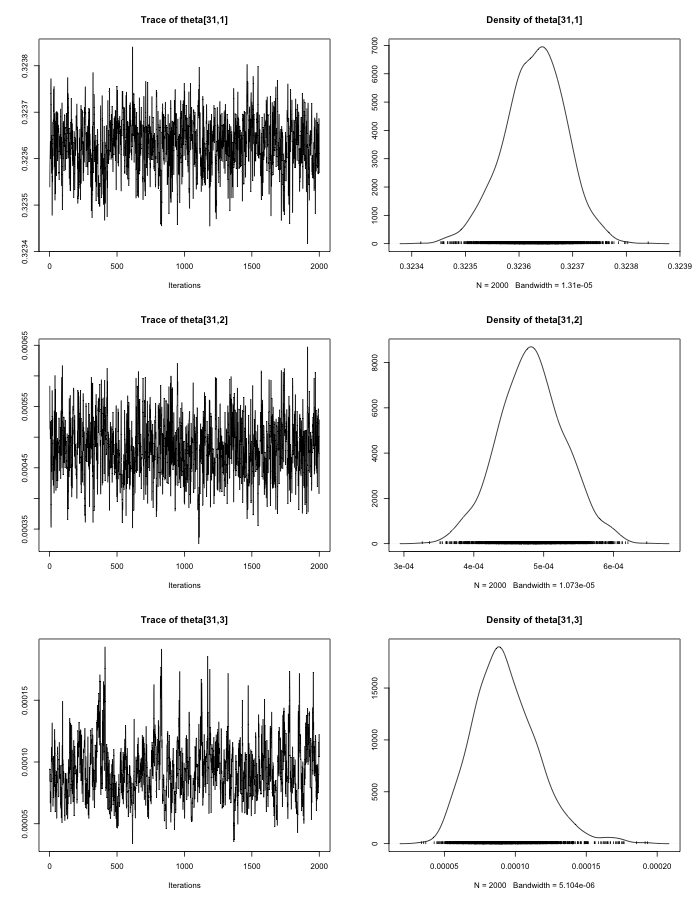 Trace of theta[31,1]
0.3234 0.3235 0.3236 0.3237 0.3238
0 500 1000 1500 2000
Iterations
Density of theta[31,1]
0 1000 2000 3000 4000 5000 6000 7000
0.3234 0.3235 0.3236 0.3237 0.3238 0.3239
N = 2000 Bandwidth = 1.31e-05
Trace of theta[31,2]
0.00035 0.00045 0.00055 0.00065
0 500 1000 1500 2000
Iterations
Density of theta[31,2]
0 2000 4000 6000 8000
3e-04 4e-04 5e-04 6e-04
N = 2000 Bandwidth = 1.073e-05
Trace of theta[31,3]
0.00005 0.00010 0.00015
0 500 1000 1500 2000
Iterations
Density of theta[31,3]
0 5000 10000 15000
0.00005 0.00010 0.00015 0.00020
N = 2000 Bandwidth = 5.104e-06